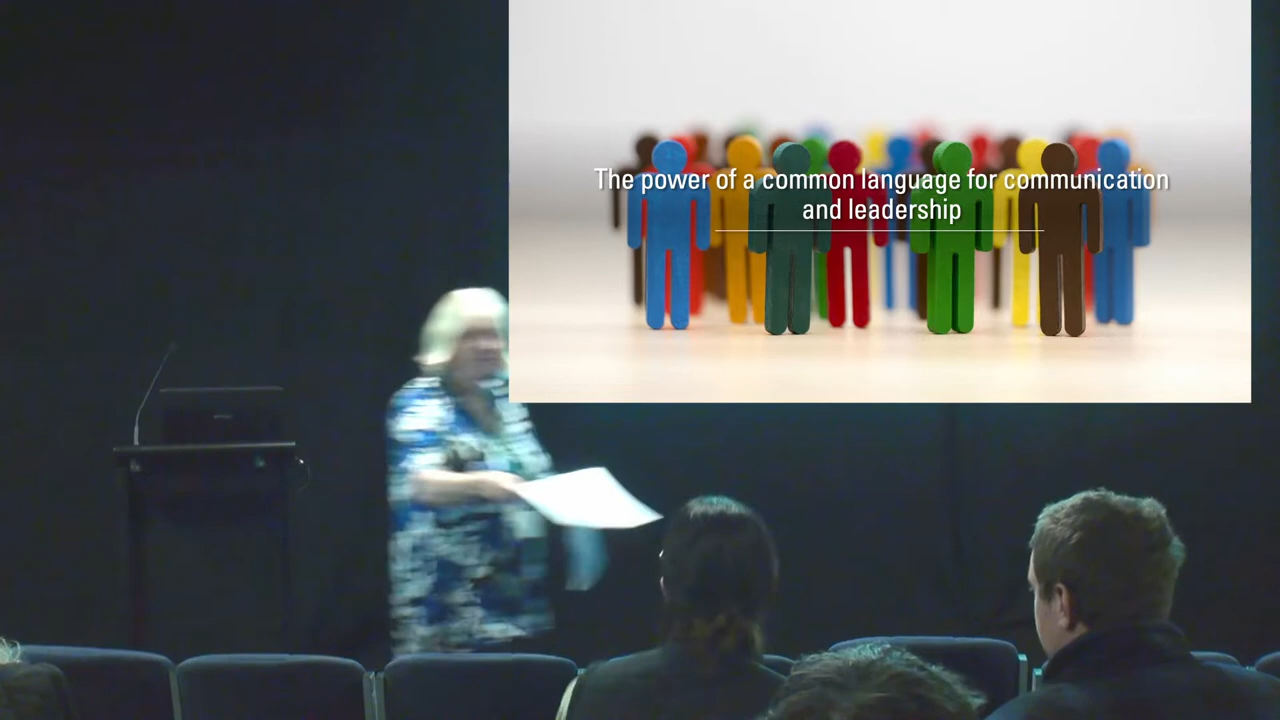 The power of a common language for communication
and leadership